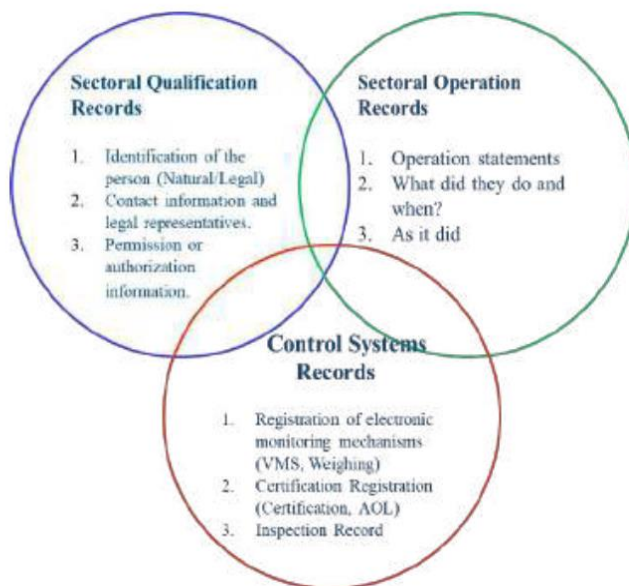 Sectoral Qualification
Records
1. Identification of the
person (Natural/Legal)
2. Contact information and
legal representatives.
3. Permission or
authorization
information.
Sectoral Operation
Records
1. Operation statements
2. What did they do and
when?
3. As it did
Control Systems
Records
1. Registration of electronic
monitoring mechanisms
(VMS, Weighing)
2. Certification Registration
(Certification, AOL)
3. Inspection Record